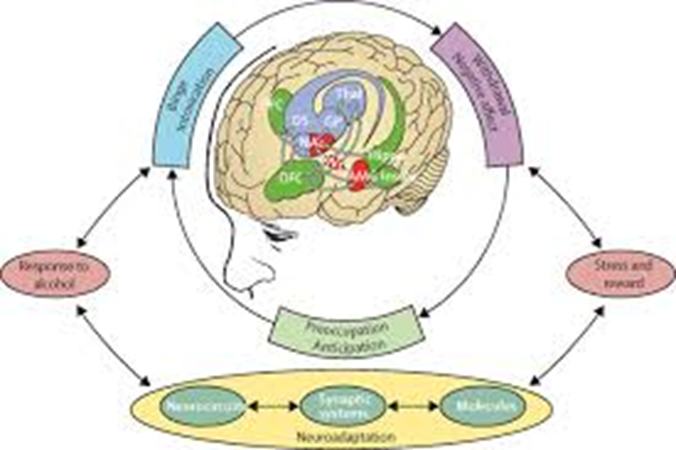 Binge
Intoxication
Withdrawal
Negative affect
Thal
DS
GP
NAc
OFC
Response to
alcohol
Stress and
reward
Preoccupation
Anticipation
Neurocircuits
Synaptic
systems
Molecules
Neuroadaptation